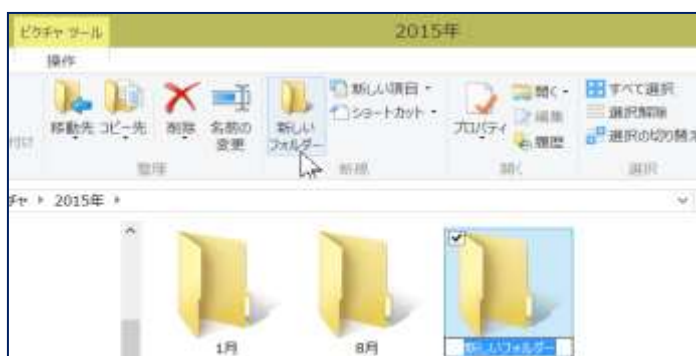 ピクチャ ツール
2015年
操作
移動先 コピー先 削除 名前の変更 新しいフォルダー
新しい項目
ショートカット
プロパティ
開く
編集
履歴
すべて選択
選択解除
選択の切り替え
整理 新規 開く 選択
2015年
1月 8月 新しいフォルダー